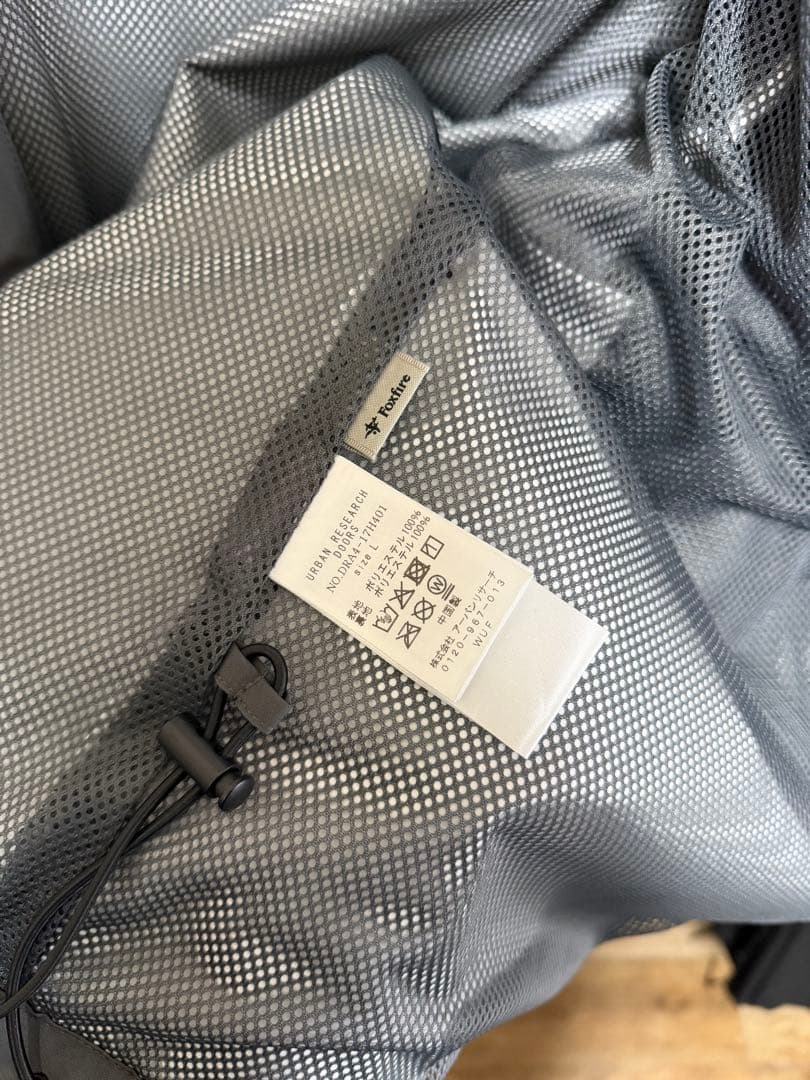 Foxfire
URBAN RESEARCH
DOORS
NO.DRA4-17H401
size L
表地 ポリエステル100%
裏地 ポリエステル100%
W
中国製
株式会社 アーバンリサーチ
0120-967-013
WUF